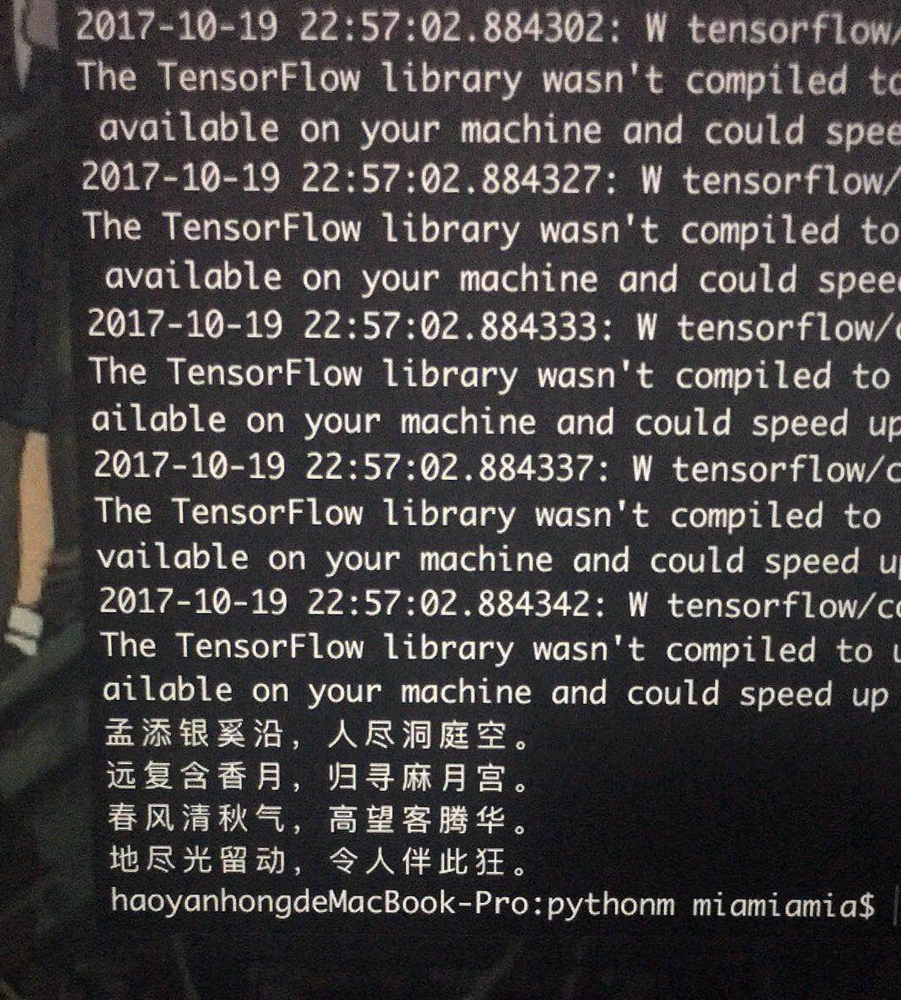 2017-10-19 22:57:02.884302: W tensorflow/
The TensorFlow library wasn't compiled to
available on your machine and could spee
2017-10-19 22:57:02.884327: W tensorflow/
The TensorFlow library wasn't compiled to
available on your machine and could speed
2017-10-19 22:57:02.884333: W tensorflow/c
The TensorFlow library wasn't compiled to
ailable on your machine and could speed up
2017-10-19 22:57:02.884337: W tensorflow/c
The TensorFlow library wasn't compiled to
vailable on your machine and could speed up
2017-10-19 22:57:02.884342: W tensorflow/co
The TensorFlow library wasn't compiled to u
ailable on your machine and could speed up
孟添银奚沿，人尽洞庭空。
远复含香月，归寻麻月宫。
春风清秋气，高望客腾华。
地尽光留动，令人伴此狂。
haoyanhongdeMacBook-Pro:pythonm miamiamia$